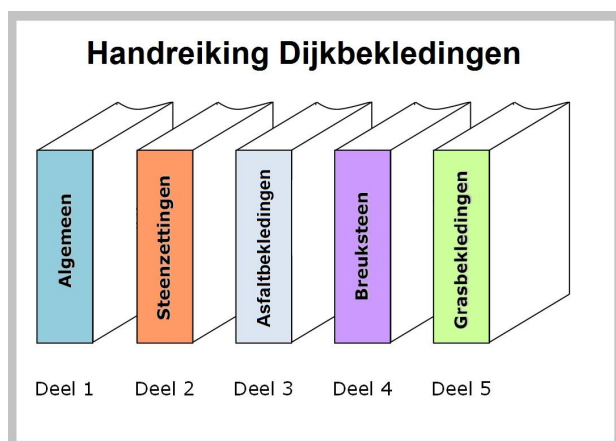 Handreiking Dijkbekledingen
Algemeen
Steenzettingen
Asfaltbekledingen
Breuksteen
Grasbekledingen
Deel 1 Deel 2 Deel 3 Deel 4 Deel 5